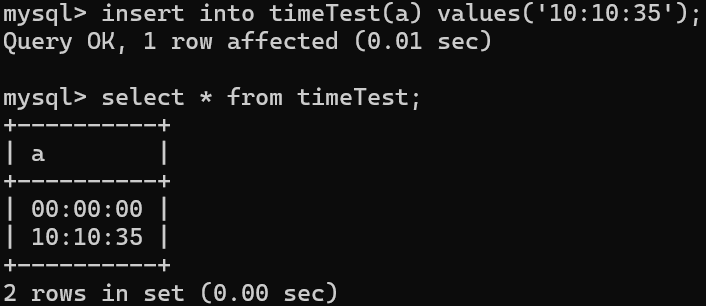 mysql> insert into timeTest(a) values('10:10:35');
Query OK, 1 row affected (0.01 sec)
mysql> select * from timeTest;
+----------+
| a        |
+----------+
| 00:00:00 |
| 10:10:35 |
+----------+
2 rows in set (0.00 sec)